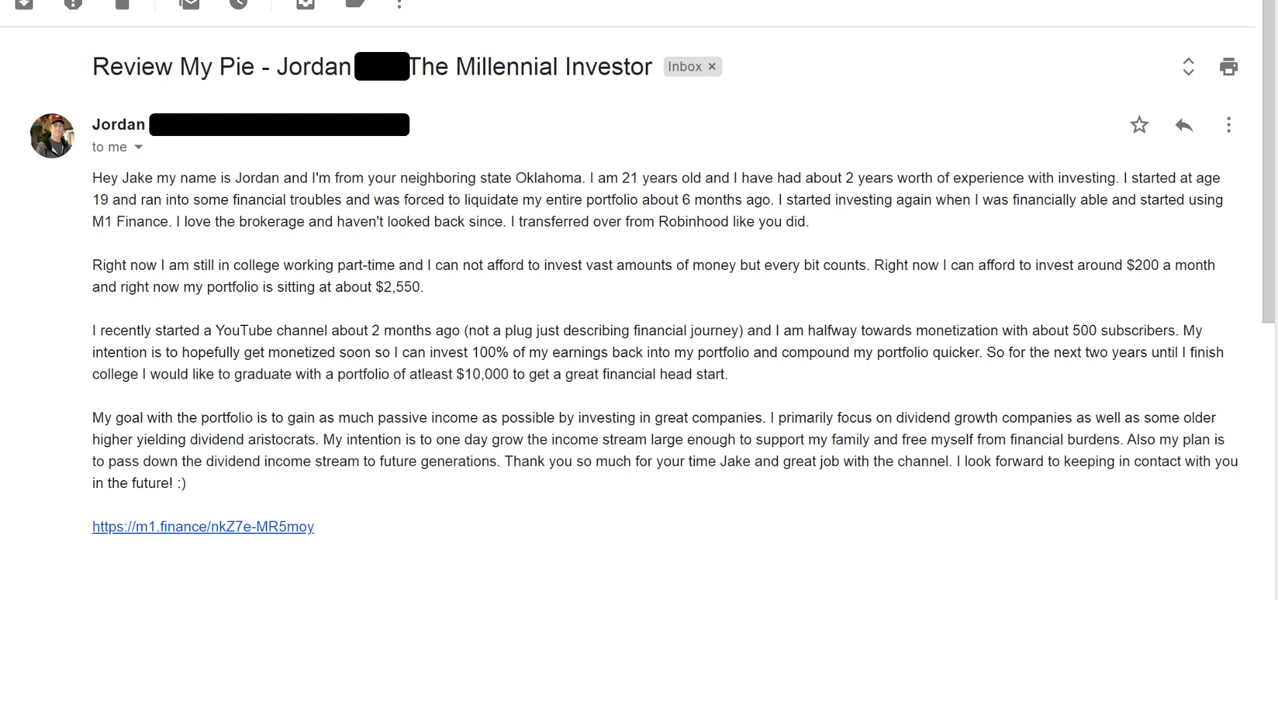 Review My Pie - Jordan The Millennial Investor Inbox ×
Jordan
to me
Hey Jake my name is Jordan and I'm from your neighboring state Oklahoma. I am 21 years old and I have had about 2 years worth of experience with investing. I started at age
19 and ran into some financial troubles and was forced to liquidate my entire portfolio about 6 months ago. I started investing again when I was financially able and started using
M1 Finance. I love the brokerage and haven't looked back since. I transferred over from Robinhood like you did.
Right now I am still in college working part-time and I can not afford to invest vast amounts of money but every bit counts. Right now I can afford to invest around $200 a month
and right now my portfolio is sitting at about $2,550.
I recently started a YouTube channel about 2 months ago (not a plug just describing financial journey) and I am halfway towards monetization with about 500 subscribers. My
intention is to hopefully get monetized soon so I can invest 100% of my earnings back into my portfolio and compound my portfolio quicker. So for the next two years until I finish
college I would like to graduate with a portfolio of atleast $10,000 to get a great financial head start.
My goal with the portfolio is to gain as much passive income as possible by investing in great companies. I primarily focus on dividend growth companies as well as some older
higher yielding dividend aristocrats. My intention is to one day grow the income stream large enough to support my family and free myself from financial burdens. Also my plan is
to pass down the dividend income stream to future generations. Thank you so much for your time Jake and great job with the channel. I look forward to keeping in contact with you
in the future! :)
https://m1.finance/nkZ7e-MR5moy